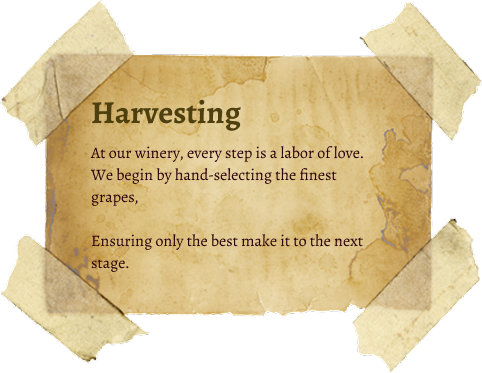 Harvesting
At our winery, every step is a labor of love.
We begin by hand-selecting the finest
grapes,
Ensuring only the best make it to the next
stage.